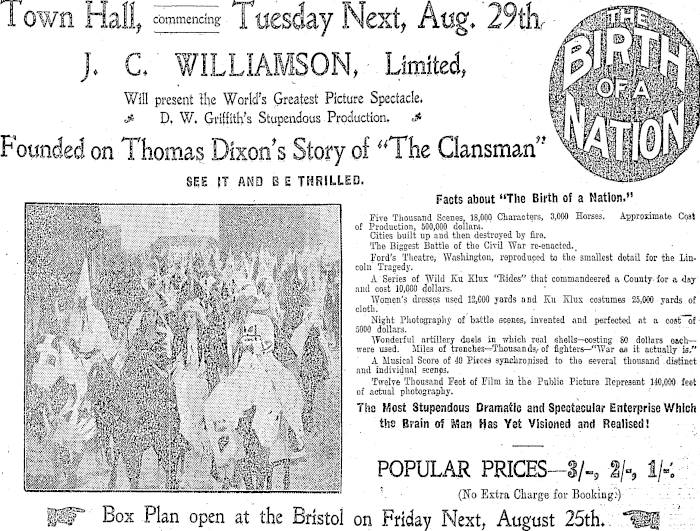 Town Hall, commencing Tuesday Next, Aug. 29th.
J. C. WILLIAMSON, Limited,
Will present the World's Greatest Picture Spectacle.
D. W. Griffith's Stupendous Production.
Founded on Thomas Dixon's Story of "The Clansman"
SEE IT AND BE THRILLED.
THE
BIRTH
OF A
NATION
Facts about "The Birth of a Nation."
Five Thousand Scenes, 18,000 Characters, 3,000 Horses. Approximate Cost
of Production, 500,000 dollars.
Cities built up and then destroyed by fire.
The Biggest Battle of the Civil War re-enacted.
Ford's Theatre, Washington, reproduced to the smallest detail for the Lin-
coln Tragedy.
A Series of Wild Ku Klux "Rides" that commandeered a County for a day
and cost 10,000 dollars.
Women's dresses used 12,000 yards and Ku Klux costumes 25,000 yards of
cloth.
Night Photography of battle scenes, invented and perfected at a cost of
5000 dollars.
Wonderful artillery duels in which real shells—costing 80 dollars each—
were used. Miles of trenches—Thousands of fighters—"War as it actually is."
A Musical Score of 40 Pieces synchronised to the several thousand distinct
and individual scenes.
Twelve Thousand Feet of Film in the Public Picture Represent 140,000 feet
of actual photography.
The Most Stupendous Dramatic and Spectacular Enterprise Which
the Brain of Man Has Yet Visioned and Realised!
POPULAR PRICES—3/-, 2/-, 1/-.
(No Extra Charge for Booking.)
Box Plan open at the Bristol on Friday Next, August 25th.